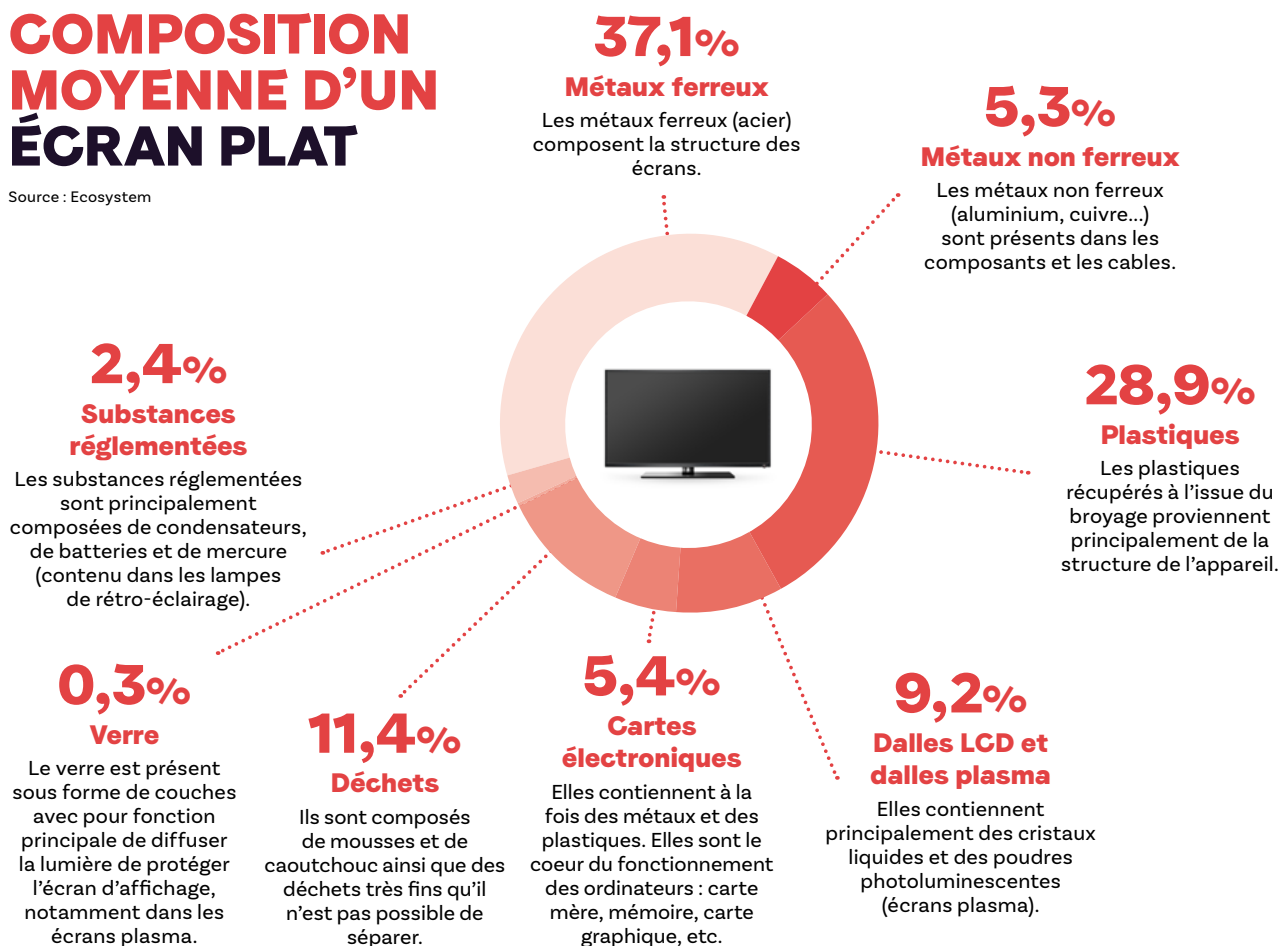 COMPOSITION
MOYENNE D'UN
ÉCRAN PLAT
Source : Ecosystem
37,1%
Métaux ferreux
Les métaux ferreux (acier)
composent la structure des
écrans.
5,3%
Métaux non ferreux
Les métaux non ferreux
(aluminium, cuivre...)
sont présents dans les
composants et les cables.
28,9%
Plastiques
Les plastiques
récupérés à l'issue du
broyage proviennent
principalement de la
structure de l'appareil.
9,2%
Dalles LCD et
dalles plasma
Elles contiennent
principalement des cristaux
liquides et des poudres
photoluminescentes
(écrans plasma).
5,4%
Cartes
électroniques
Elles contiennent à la
fois des métaux et des
plastiques. Elles sont le
coeur du fonctionnement
des ordinateurs : carte
mère, mémoire, carte
graphique, etc.
11,4%
Déchets
Ils sont composés
de mousses et de
caoutchouc ainsi que des
déchets très fins qu'il
n'est pas possible de
séparer.
0,3%
Verre
Le verre est présent
sous forme de couches
avec pour fonction
principale de diffuser
la lumière de protéger
l'écran d'affichage,
notamment dans les
écrans plasma.
2,4%
Substances
réglementées
Les substances réglementées
sont principalement
composées de condensateurs,
de batteries et de mercure
(contenu dans les lampes
de rétro-éclairage).